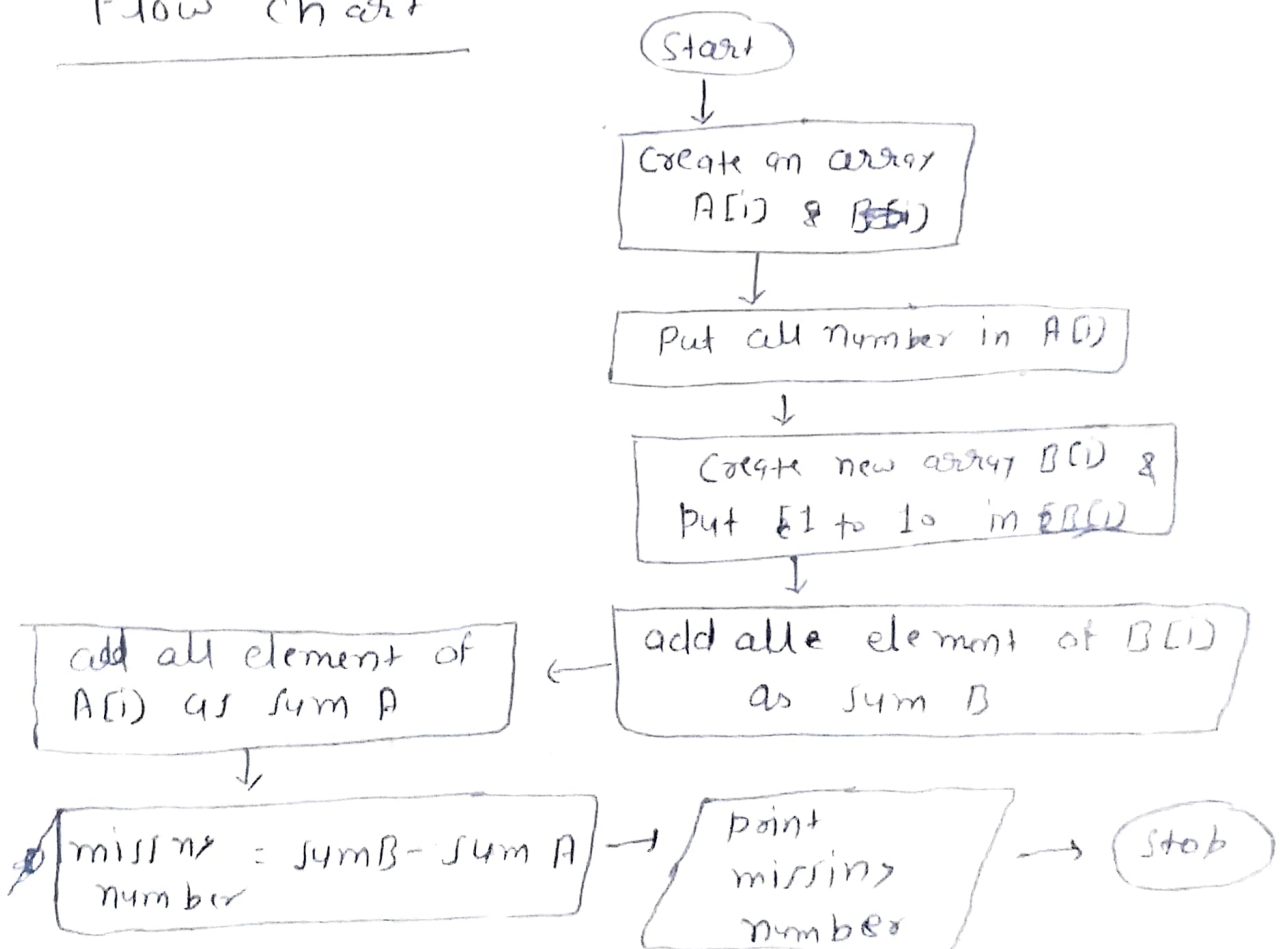 Flow chart
Start
Create an array
A[i] & B[i]
Put all number in A[i]
Create new array B[i] &
put 1 to 10 in B[i]
add all element of B[i]
as sum B
add all element of
A[i] as sum A
missing = sumB - sum A
number
print
missing
number
Stop